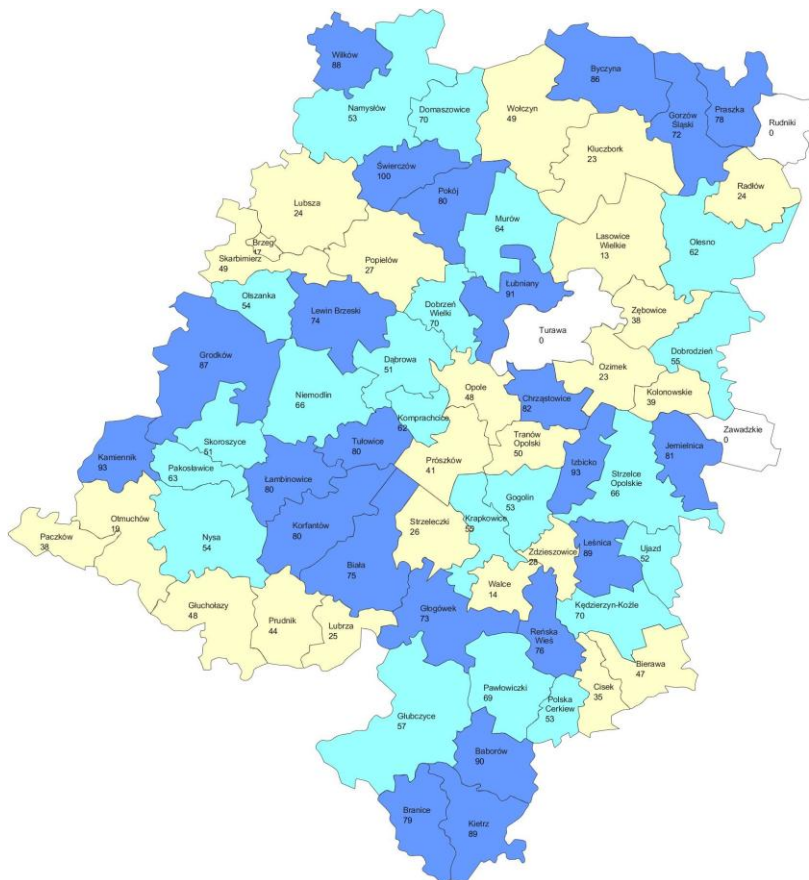 Wilków
88
Byczyna
86
Namysłów
53
Domaszowice
70
Wołczyn
49
Gorzów
Śląski
72
Praszka
78
Rudniki
0
Kluczbork
23
Świerczów
100
Pokój
80
Radłów
24
Lubsza
24
Murów
64
Lasowice
Wielkie
13
Olesno
62
Brzeg
17
Skarbimierz
49
Popielów
27
Olszanka
54
Lewin Brzeski
74
Dobrzeń
Wielki
70
Łubniany
91
Zębowice
38
Turawa
0
Grodków
87
Dąbrowa
51
Dobrodzień
55
Ozimek
23
Niemodlin
66
Opole
48
Chrząstowice
82
Kolonowskie
39
Komprachcice
62
Skoroszyce
61
Tułowice
80
Tranów
Opolski
50
Zawadzkie
0
Kamiennik
93
Pakosławice
63
Prószków
41
Izbicko
93
Jemielnica
81
Łambinowice
80
Strzelce
Opolskie
66
Gogolin
53
Otmuchów
19
Krapkowice
55
Strzeleczki
26
Korfantów
80
Paczków
38
Nysa
54
Zdzieszowice
28
Leśnica
89
Ujazd
52
Biała
75
Walce
14
Głuchołazy
48
Prudnik
44
Lubrza
25
Głogówek
73
Kędzierzyn-Koźle
70
Reńska
Wieś
76
Bierawa
47
Cisek
35
Pawłowiczki
69
Polska
Cerkiew
53
Głubczyce
57
Baborów
90
Branice
79
Kietrz
89